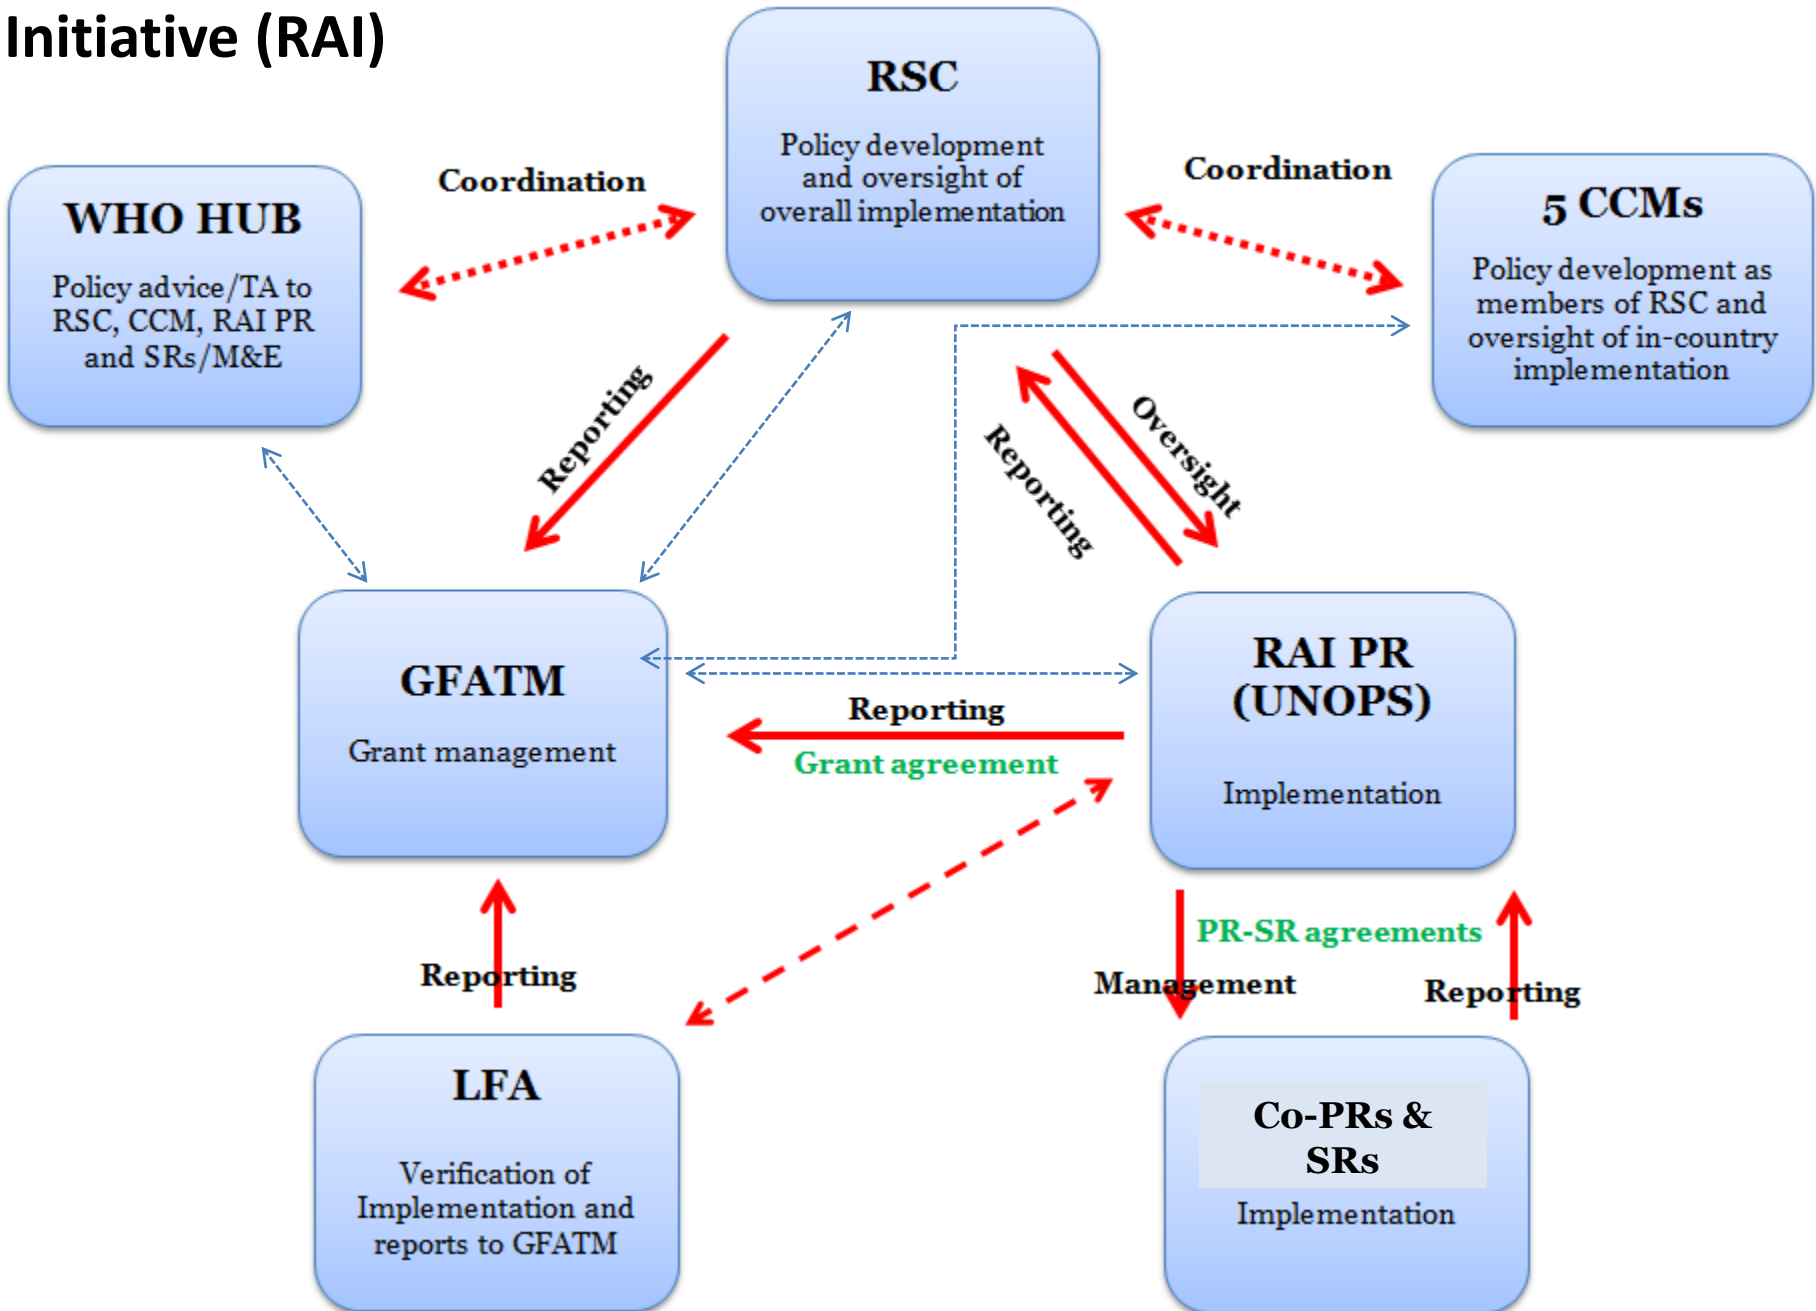 Initiative (RAI)
RSC
Policy development
and oversight of
overall implementation
Coordination
Coordination
WHO HUB
Policy advice/TA to
RSC, CCM, RAI PR
and SRs/M&E
5 CCMs
Policy development as
members of RSC and
oversight of in-country
implementation
Reporting
Oversight
Reporting
GFATM
Grant management
Reporting
Grant agreement
RAI PR
(UNOPS)
Implementation
Reporting
PR-SR agreements
Management
Reporting
LFA
Verification of
Implementation and
reports to GFATM
Co-PRs &
SRs
Implementation